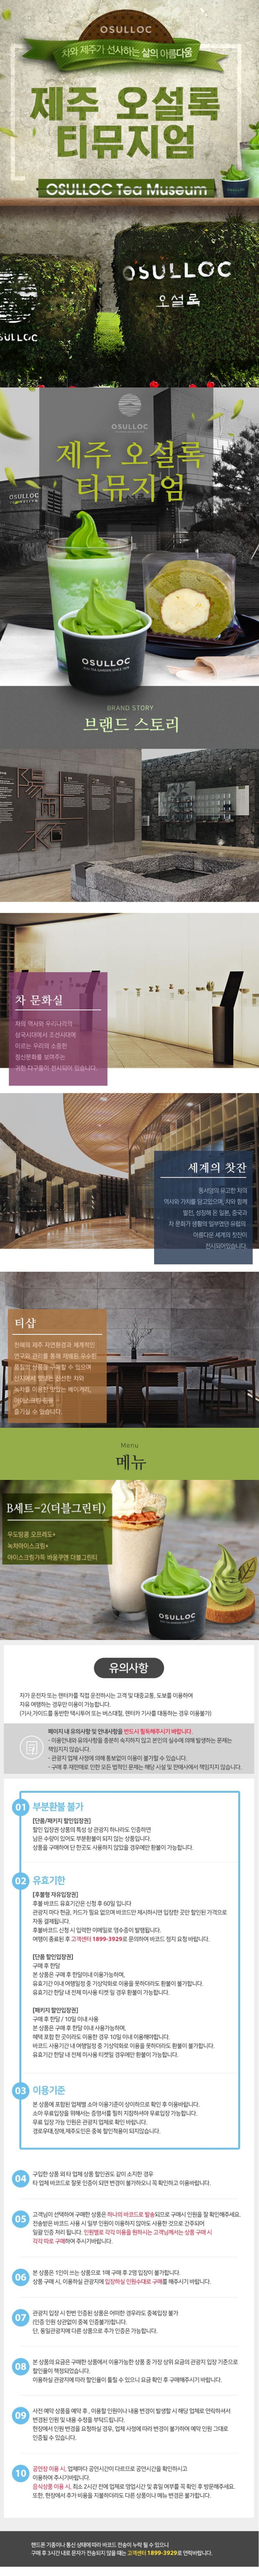 OSULLOC
차와 제주가 선사하는 삶의 아름다움
제주 오설록
티뮤지엄
OSULLOC Tea Museum
OSULLOC
오설록
OSULLOC
제주 오설록
티뮤지엄
OSULLOC
BRAND STORY
브랜드 스토리
차 문화실
차의 역사와 우리나라의
삼국시대에서 조선시대에
이르는 우리의 소중한
정신문화를 보여주는
귀한 다구들이 전시되어 있습니다.
세계의 찻잔
동서양의 유고한 차의
역사와 가치를 담고있으며, 차와 함께
발전, 성장해 온 일본, 중국과
차 문화가 생활의 일부였던 유럽의
아름다운 세계의 찻잔이
전시되어있습니다.
티샵
천혜의 제주 자연환경과 체계적인
연구와 관리를 통해 재배된 우수한
품질의 상품을 구매할 수 있으며
산지에서 맛보는 신선한 차와
녹차를 이용한 맛있는 베이커리,
아이스크림 등을
즐기실 수 있습니다.
Menu
메뉴
B세트-2(더블그린티)
우도땅콩 오프레도+
녹차아이스크림+
아이스크림가득 바움쿠헨 더블그린티
OSULLOC
유의사항
자가 운전자 또는 렌터카를 직접 운전하시는 고객 및 대중교통, 도보를 이용하여
자유 여행하는 경우만 이용이 가능합니다.
(기사,가이드를 동반한 택시투어 또는 버스대절, 렌터카 기사를 대동하는 경우 이용불가)
페이지 내 유의사항 및 안내사항을 반드시 필독해주시기 바랍니다.
- 이용안내와 유의사항을 충분히 숙지하지 않고 본인의 실수에 의해 발생하는 문제는
책임지지 않습니다.
- 관광지 업체 사정에 의해 통보없이 이용이 불가할 수 있습니다.
- 구매 후 재판매로 인한 모든 법적인 문제는 해당 시설 및 판매사에서 책임지지 않습니다.
01 부분환불 불가
[단품/패키지 할인입장권]
할인 입장권 상품의 특성 상 관광지 하나라도 인증하면
남은 수량이 있어도 부분환불이 되지 않는 상품입니다.
상품을 구매하여 단 한곳도 사용하지 않았을 경우에만 환불이 가능합니다.
02 유효기한
[후불형 자유입장권]
후불 바코드 유효기간은 신청 후 60일 입니다
관광지 마다 현금, 카드가 필요 없으며 바코드만 제시하시면 입장한 곳만 할인된 가격으로
자동 결제됩니다.
후불바코드 신청 시 입력한 이메일로 영수증이 발행됩니다.
여행이 종료된 후 고객센터 1899-3929로 문의하여 바코드 정지 요청 바랍니다.
[단품 할인입장권]
구매 후 한달
본 상품은 구매 후 한달이내 이용가능하며,
유효기간 이내 여행일정 중 기상악화로 이용을 못하더라도 환불이 불가합니다.
유효기간 한달 내 전체 미사용 티켓 일 경우 환불이 가능합니다.
[패키지 할인입장권]
구매 후 한달 / 10일 이내 사용
본 상품은 구매 후 한달 이내 사용가능하며,
혜택 포함 한 곳이라도 이용한 경우 10일 이내 이용해야합니다.
바코드 사용기간 내 여행일정 중 기상악화로 이용을 못하더라도 환불이 불가합니다.
유효기간 한달 내 전체 미사용 티켓일 경우에만 환불이 가능합니다.
03 이용기준
본 상품에 포함된 업체별 소아 이용기준이 상이하므로 확인 후 이용바랍니다.
소아 무료입장을 위해서는 증명서를 필히 지참하셔야 무료입장 가능합니다.
무료 입장 가능 인원은 관광지 업체로 확인 바랍니다.
경로우대,장애,제주도민은 중복 할인적용이 되지않습니다.
04 구입한 상품 외 타 업체 상품 할인권도 같이 소지한 경우
타 업체 바코드로 잘못 인증이 되면 변경이 불가하오니 꼭 확인하고 이용바랍니다.
05 고객님이 선택하여 구매한 상품은 하나의 바코드로 발송되므로 구매시 인원을 잘 확인해주세요.
전송받은 바코드 사용 시 일부 인원이 이용하지 않아도 사용한 것으로 간주되어
일괄 인증 처리 됩니다. 인원별로 각각 이용을 원하시는 고객님께서는 상품 구매 시
각각 따로 구매하여 주시기바랍니다.
06 본 상품은 1인이 쓰는 상품으로 1매 구매 후 2명 입장이 불가합니다.
상품 구매 시, 이용하실 관광지에 입장하실 인원수대로 구매를 해주시기 바랍니다.
07 관광지 입장 시 한번 인증된 상품은 어떠한 경우라도 중복입장 불가
(인증 인원 상관없이 중복 인증불가)합니다.
단, 동일관광지에 다른 상품으로 추가 인증은 가능합니다.
08 본 상품의 요금은 구매한 상품에서 이용가능한 상품 중 가장 상위 요금의 관광지 입장 기준으로
할인율이 책정되었습니다.
이용하실 관광지에 따라 할인율이 틀릴 수 있으니 요금 확인 후 구매해주시기 바랍니다.
09 사전 예약 상품을 예약 후 , 이용할 인원이나 내용 변경이 발생할 시 해당 업체로 연락하셔서
변경된 인원 및 내용 수정을 부탁드립니다.
현장에서 인원 변경을 요청하실 경우, 업체 사정에 따라 변경이 불가하여 예약 인원 그대로
인증될 수 있습니다.
10 공연장 이용 시, 업체마다 공연시간이 다르므로 공연시간을 확인하시고
이용하여 주시기바랍니다.
음식상품 이용 시, 최소 2시간 전에 업체로 영업시간 및 휴일 여부를 꼭 확인 후 방문해주세요.
또한, 현장에서 추가 비용을 지불하더라도 다른 상품이나 메뉴 변경은 불가합니다.
핸드폰 기종이나 통신 상태에 따라 바코드 전송이 누락 될 수 있으니
구매 후 3시간 내로 문자가 전송되지 않을 때는 고객센터 1899-3929로 연락바랍니다.